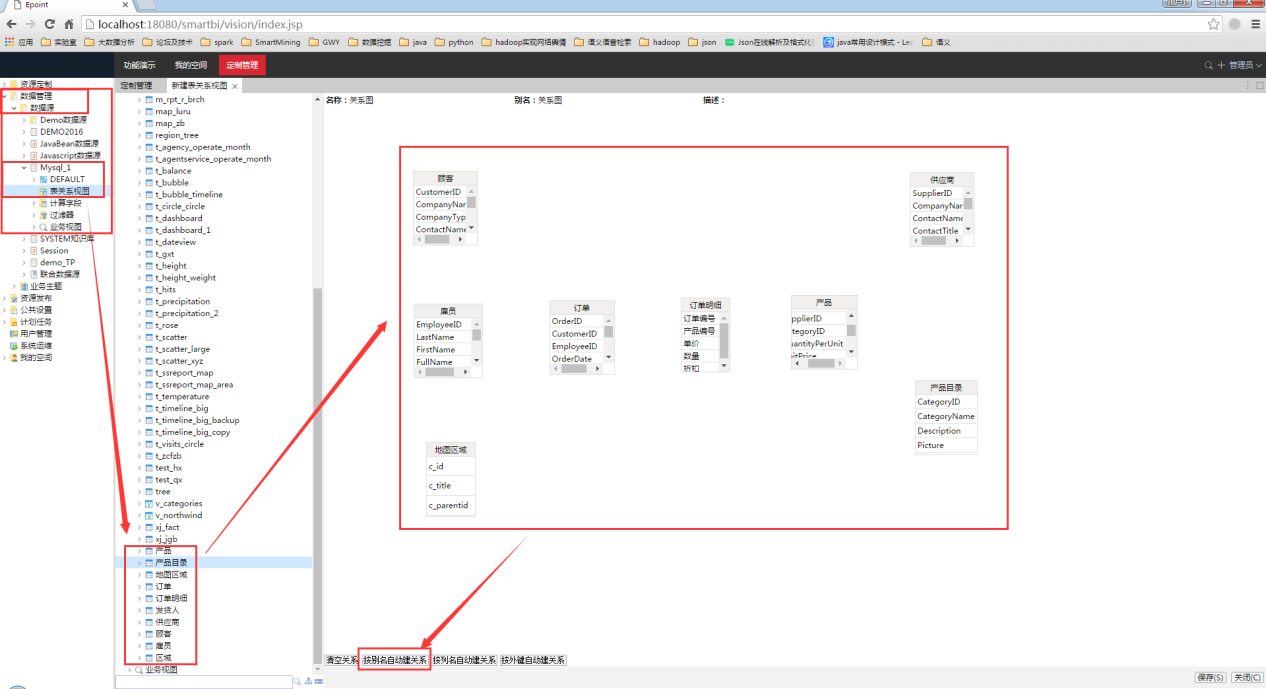 Epoint
localhost:18080/smartbi/vision/index.jsp
应用 实验室 大数据分析 论坛及技术 spark SmartMining GWY 数据挖掘 java python hadoop实现网络舆情 语义语音检索 hadoop json Json在线解析及格式化 java常用设计模式 - Le 语义
功能演示 我的空间 定制管理 管理员
定制管理 新建表关系视图
资源定制
数据管理
数据源
Demo数据源
DEMO2016
JavaBean数据源
Javascript数据源
Mysql_1
DEFAULT
表关系视图
计算字段
过滤器
业务视图
SYSTEM知识库
Session
demo_TP
联合数据源
业务主题
资源发布
公共设置
计划任务
用户管理
系统运维
我的空间
m_rpt_r_brch
map_luru
map_zb
region_tree
t_agency_operate_month
t_agentservice_operate_month
t_balance
t_bubble
t_bubble_timeline
t_circle_circle
t_dashboard
t_dashboard_1
t_dateview
t_gxt
t_height
t_height_weight
t_hits
t_precipitation
t_precipitation_2
t_rose
t_scatter
t_scatter_large
t_scatter_xyz
t_ssreport_map
t_ssreport_map_area
t_temperature
t_timeline_big
t_timeline_big_backup
t_timeline_big_copy
t_visits_circle
t_zcfzb
test_hx
test_qx
tree
v_categories
v_northwind
xj_fact
xj_jgb
产品
产品目录
地图区域
订单
订单明细
发货人
供应商
顾客
雇员
区域
业务视图
名称：关系图 别名：关系图 描述：
顾客
CustomerID
CompanyNar
CompanyTyp
ContactName
供应商
SupplierID
CompanyNar
ContactName
ContactTitle
雇员
EmployeeID
LastName
FirstName
FullName
订单
OrderID
CustomerID
EmployeeID
OrderDate
订单明细
订单编号
产品编号
单价
数量
折扣
产品
pplierID
tegoryID
uantityPerUnit
itPrice
产品目录
CategoryID
CategoryName
Description
Picture
地图区域
c_id
c_title
c_parentid
清空关系 按别名自动建关系 按列名自动建关系 按外键自动建关系
保存(S) 关闭(C)